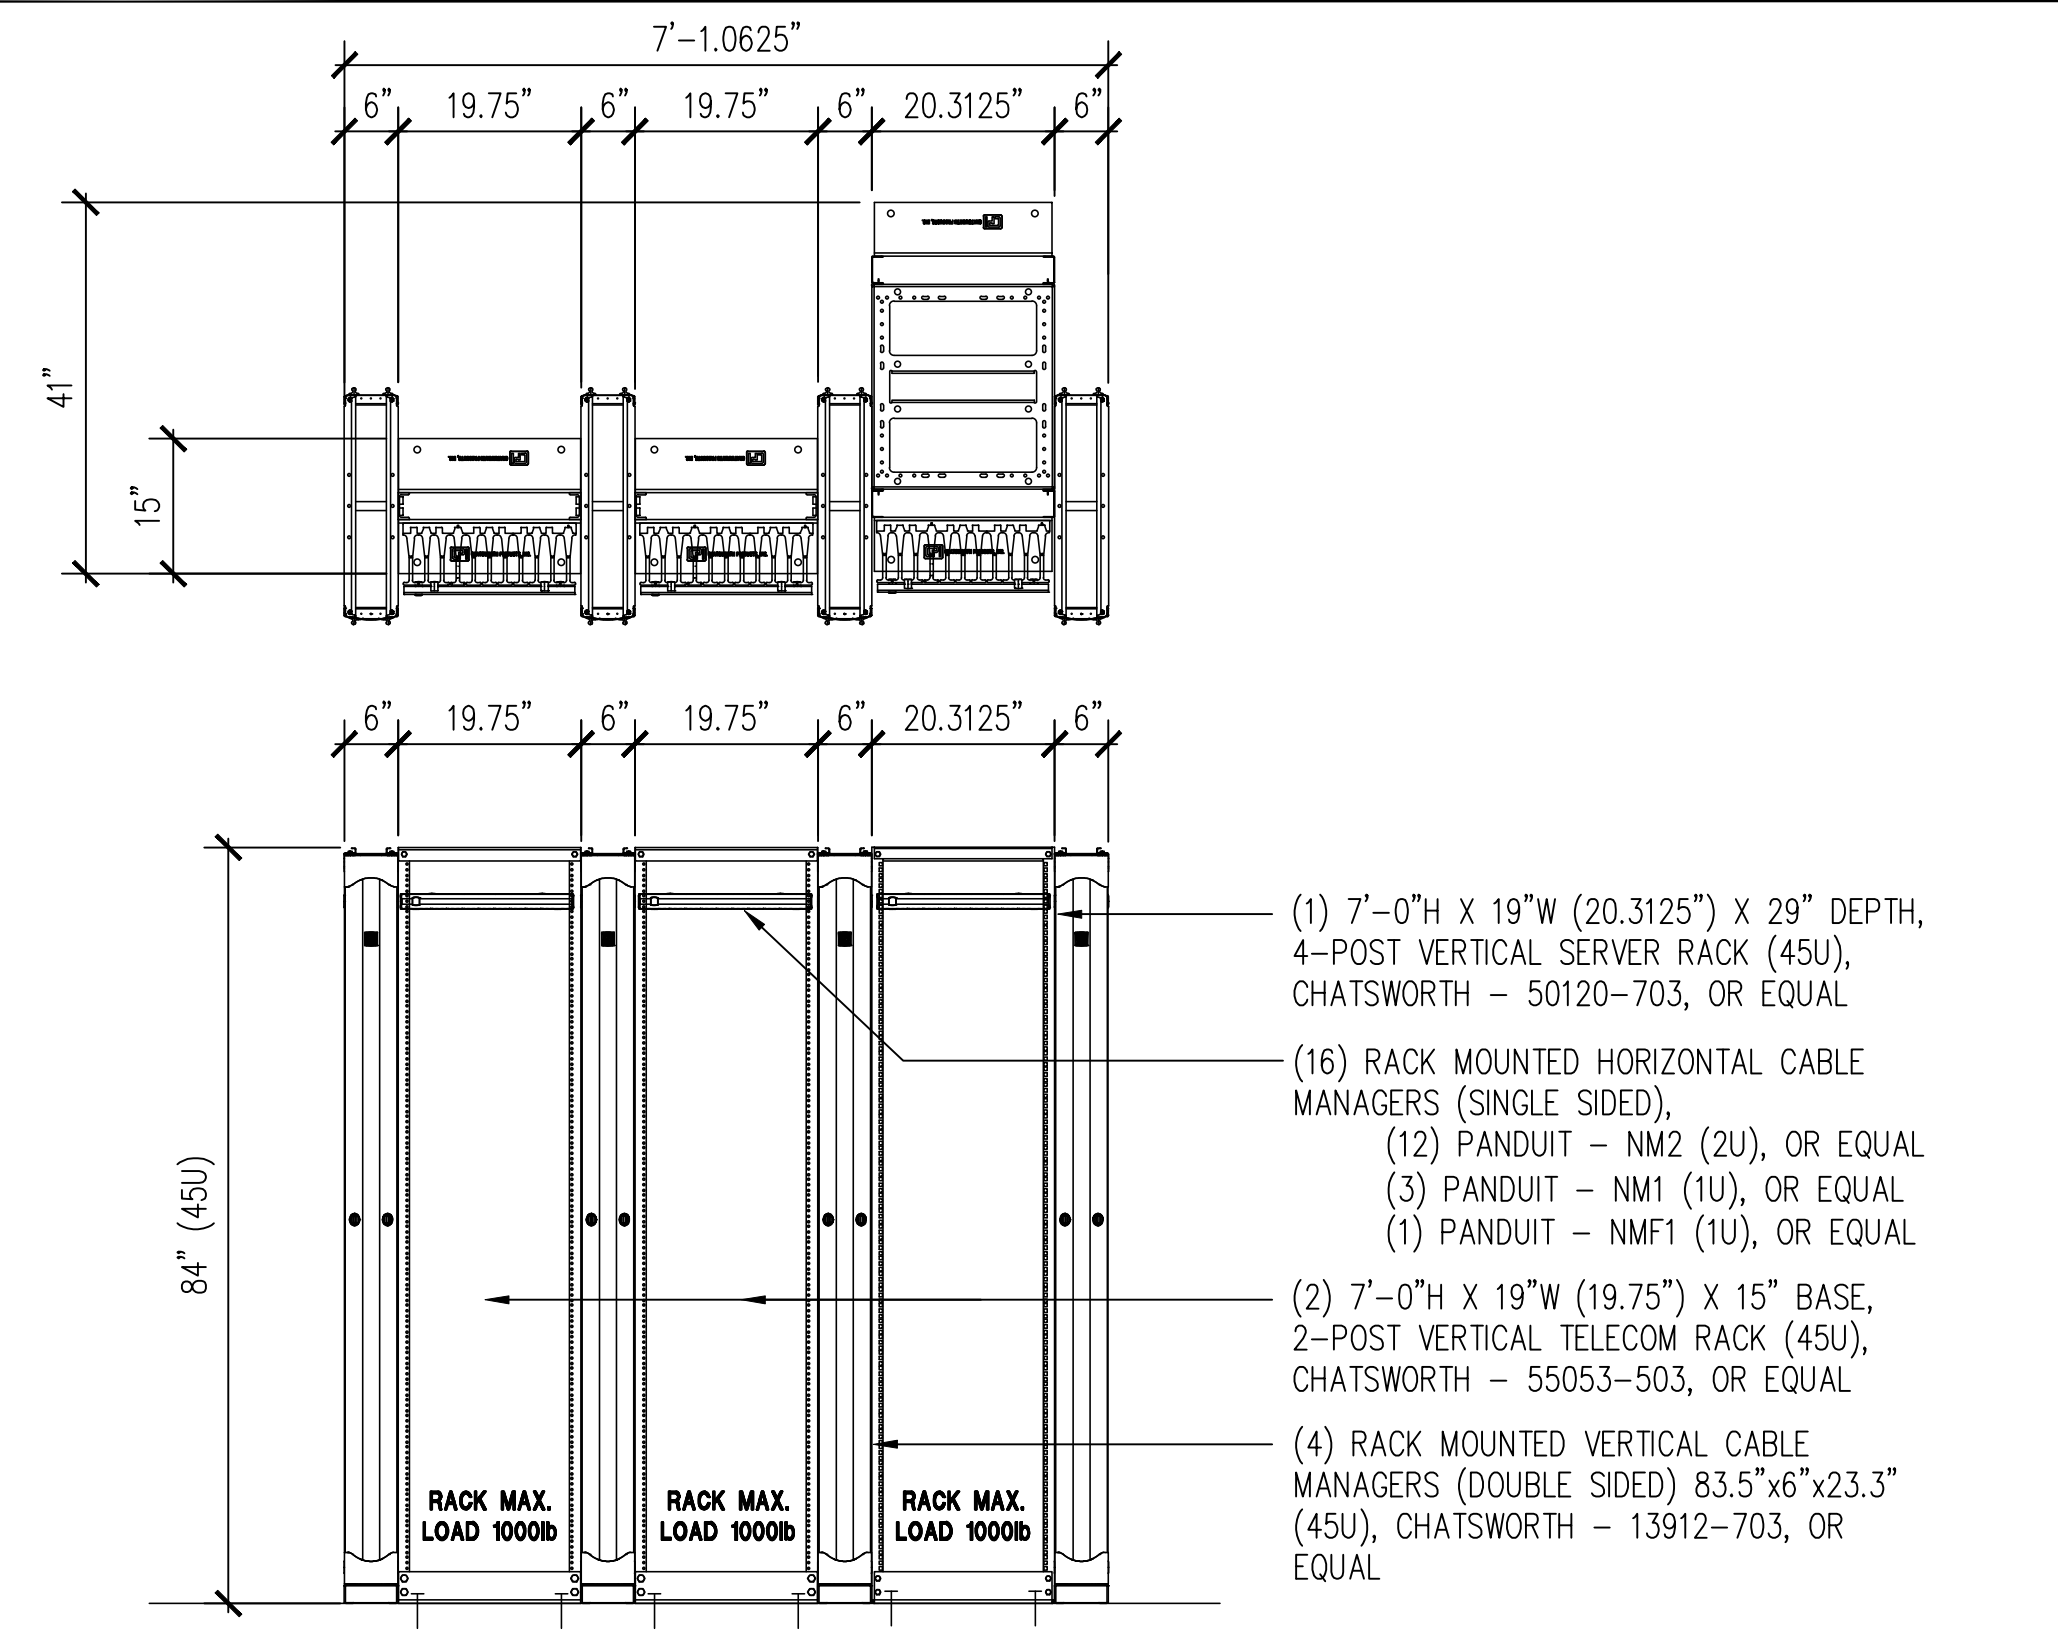 7'-1.0625"
6" 19.75" 6" 19.75" 6" 20.3125" 6"
41"
15"
6" 19.75" 6" 19.75" 6" 20.3125" 6"
84" (45U)
(1) 7'-0"H X 19"W (20.3125") X 29" DEPTH,
4-POST VERTICAL SERVER RACK (45U),
CHATSWORTH - 50120-703, OR EQUAL
(16) RACK MOUNTED HORIZONTAL CABLE
MANAGERS (SINGLE SIDED),
(12) PANDUIT - NM2 (2U), OR EQUAL
(3) PANDUIT - NM1 (1U), OR EQUAL
(1) PANDUIT - NMF1 (1U), OR EQUAL
(2) 7'-0"H X 19"W (19.75") X 15" BASE,
2-POST VERTICAL TELECOM RACK (45U),
CHATSWORTH - 55053-503, OR EQUAL
(4) RACK MOUNTED VERTICAL CABLE
MANAGERS (DOUBLE SIDED) 83.5"x6"x23.3"
(45U), CHATSWORTH - 13912-703, OR
EQUAL
RACK MAX.
LOAD 1000lb
RACK MAX.
LOAD 1000lb
RACK MAX.
LOAD 1000lb